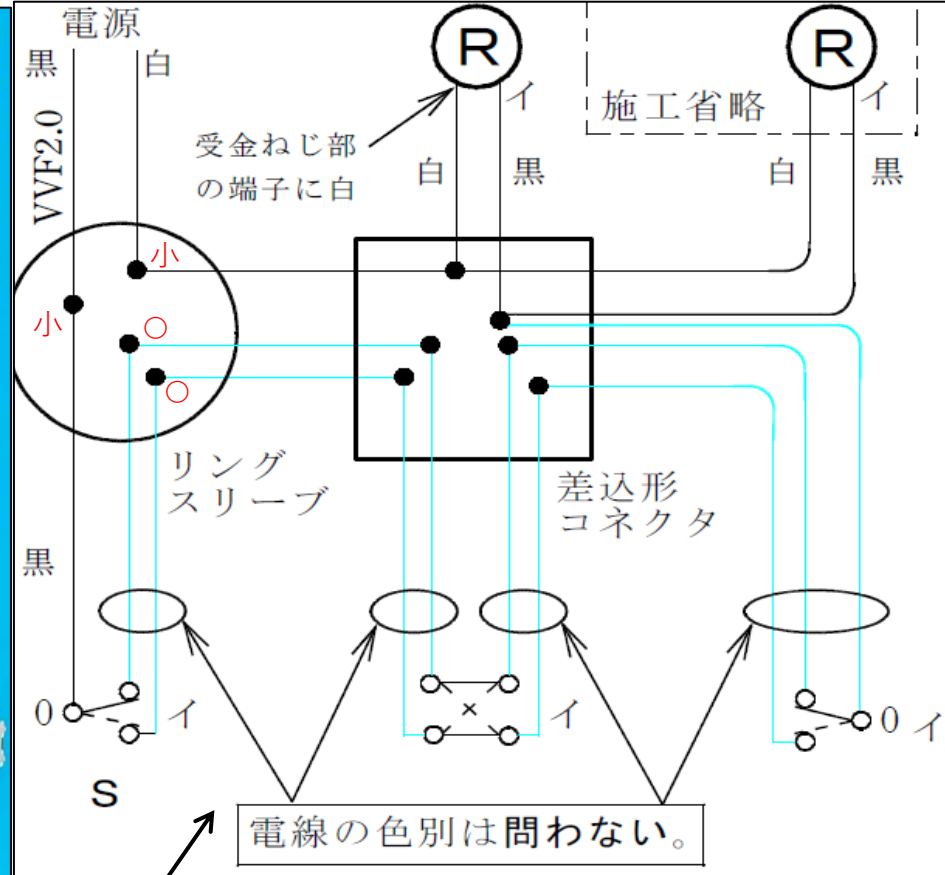 電源
黒
白
VVF2.0
R
イ
受金ねじ部
の端子に白
白
黒
R
イ
施工省略
白
黒
小
小
○
○
リング
スリーブ
差込形
コネクタ
黒
0
イ
S
×
イ
0
イ
電線の色別は問わない。